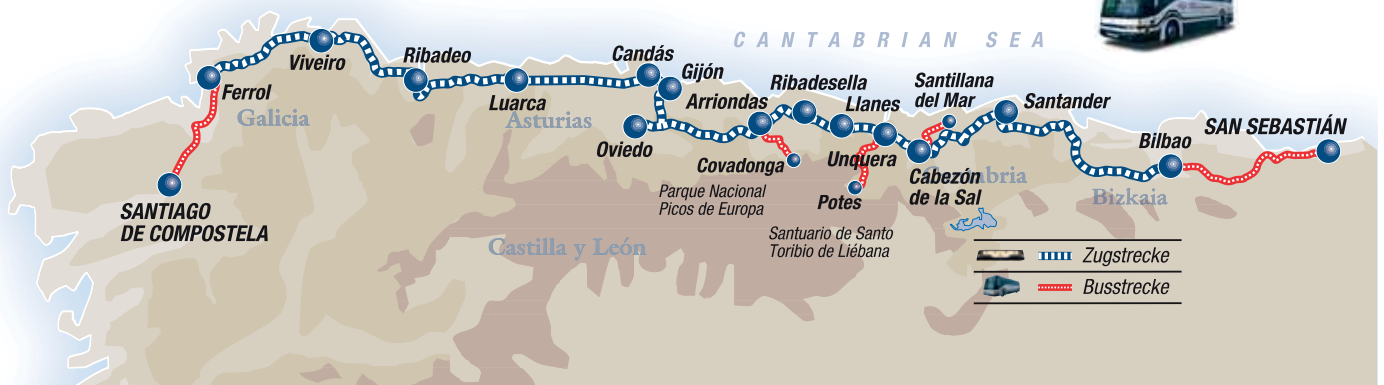 CANTABRIAN SEA
Viveiro
Ribadeo
Candás
Gijón
Ribadesella
Santillana
del Mar
Ferrol
Luarca
Arriondas
Llanes
Santander
Galicia
Asturias
SAN SEBASTIÁN
Bilbao
Oviedo
Covadonga
Unquera
Cabezón
de la Sal
Cantabria
Bizkaia
Parque Nacional
Picos de Europa
Potes
SANTIAGO
DE COMPOSTELA
Santuario de Santo
Toribio de Liébana
Castilla y León
Zugstrecke
Busstrecke